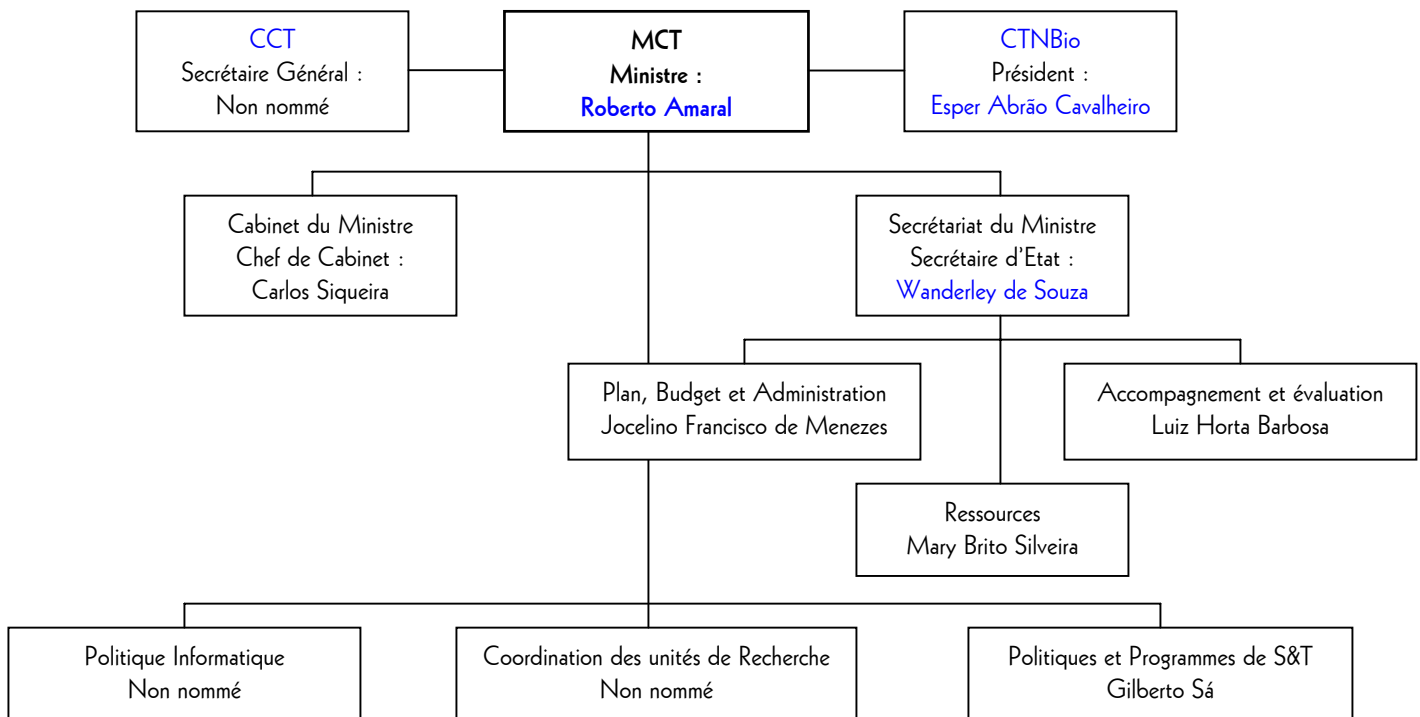 CCT
Secrétaire Général :
Non nommé
MCT
Ministre :
Roberto Amaral
CTNBio
Président :
Esper Abrão Cavalheiro
Cabinet du Ministre
Chef de Cabinet :
Carlos Siqueira
Secrétariat du Ministre
Secrétaire d'Etat :
Wanderley de Souza
Plan, Budget et Administration
Jocelino Francisco de Menezes
Accompagnement et évaluation
Luiz Horta Barbosa
Ressources
Mary Brito Silveira
Politique Informatique
Non nommé
Coordination des unités de Recherche
Non nommé
Politiques et Programmes de S&T
Gilberto Sá